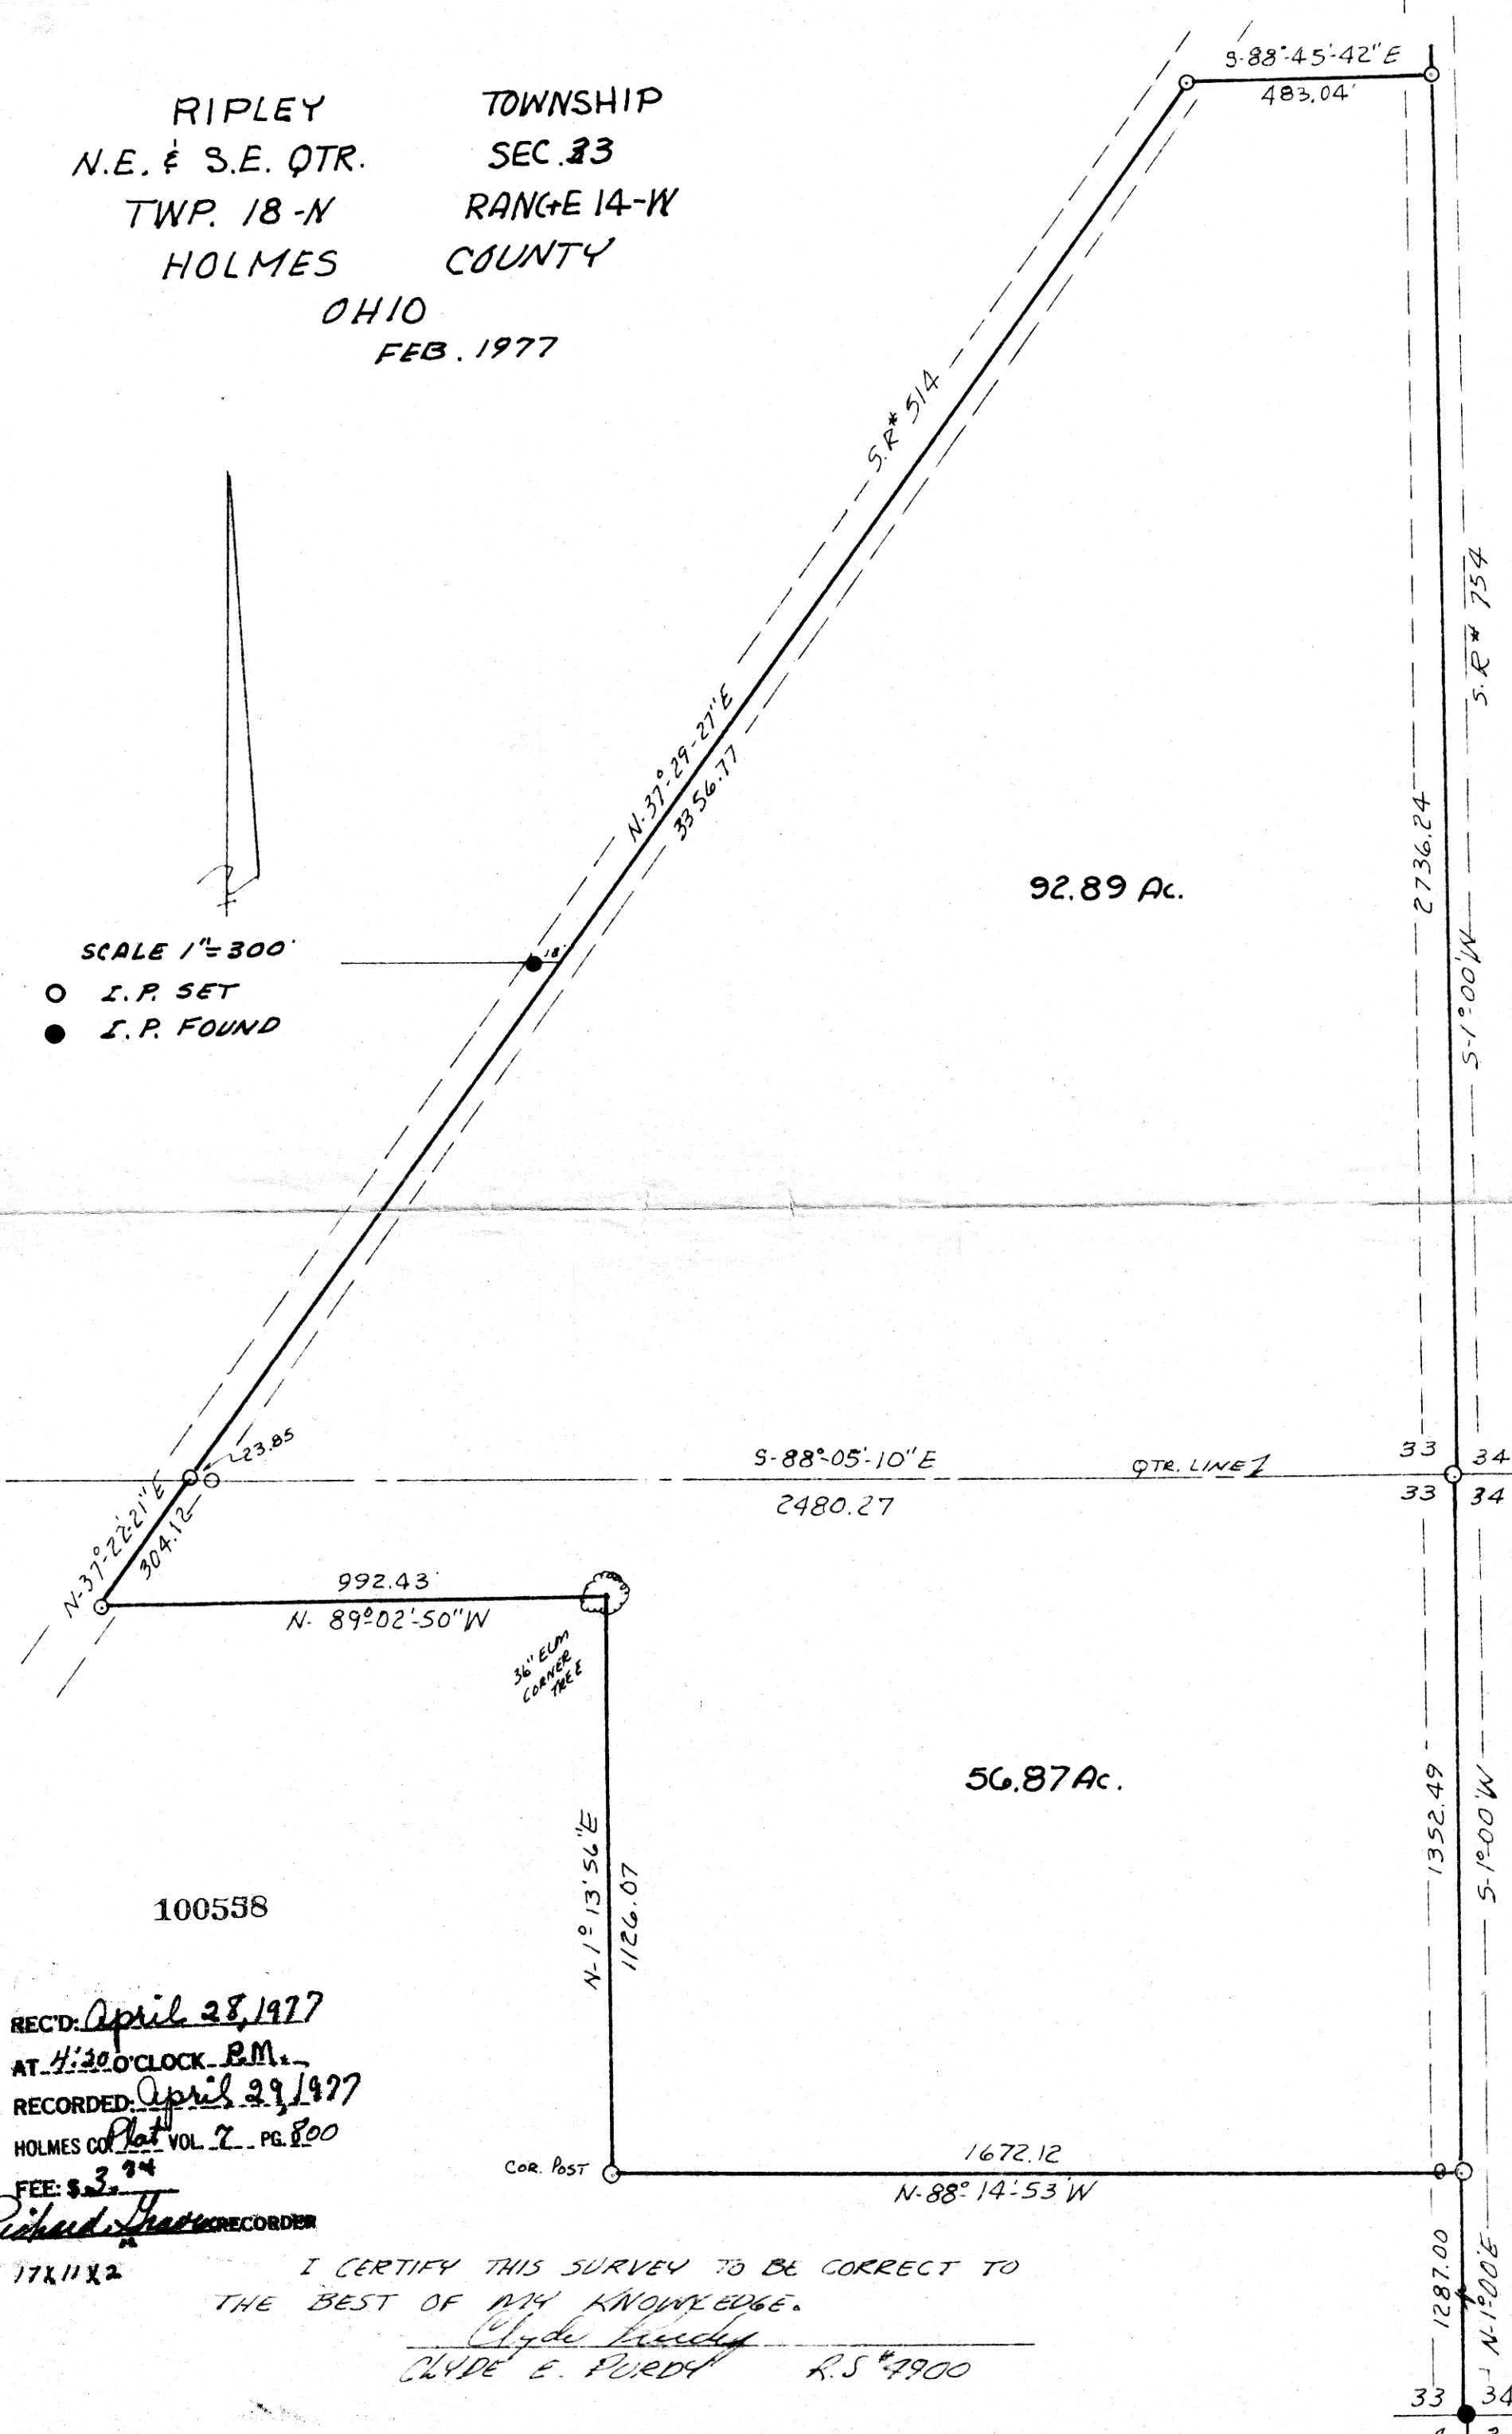 RIPLEY TOWNSHIP
N.E. & S.E. QTR. SEC. 33
TWP. 18-N RANGE 14-W
HOLMES COUNTY
OHIO
FEB. 1977
S-88°-45'-42"E
483.04'
S.R# 514
N-37°-29'-27"E
3356.77
S.R# 754
2736.24
S-1°00'W
92.89 Ac.
SCALE 1"=300'
O I.P. SET
● I.P. FOUND
18'
23.85
S-88°-05'-10"E
2480.27
QTR. LINE
33 34
33 34
N-37°-22'-21"E
304.12
992.43'
N- 89°02'-50"W
36" ELM
CORNER
TREE
N-1° 13' 56"E
1126.07
56.87 Ac.
1352.49
S-1°00'W
100558
REC'D: April 28, 1977
AT 4:30 O'CLOCK P.M.
RECORDED: April 29, 1977
HOLMES CO. Plat VOL. 7 PG. 800
FEE: $
Richard RECORDER
17X11X2
COR. POST
1672.12
N-88° 14'-53"W
1287.00
N-1°00'E
33 34
I CERTIFY THIS SURVEY TO BE CORRECT TO
THE BEST OF MY KNOWLEDGE.
Clyde Purdy
CLYDE E. PURDY R.S #4900